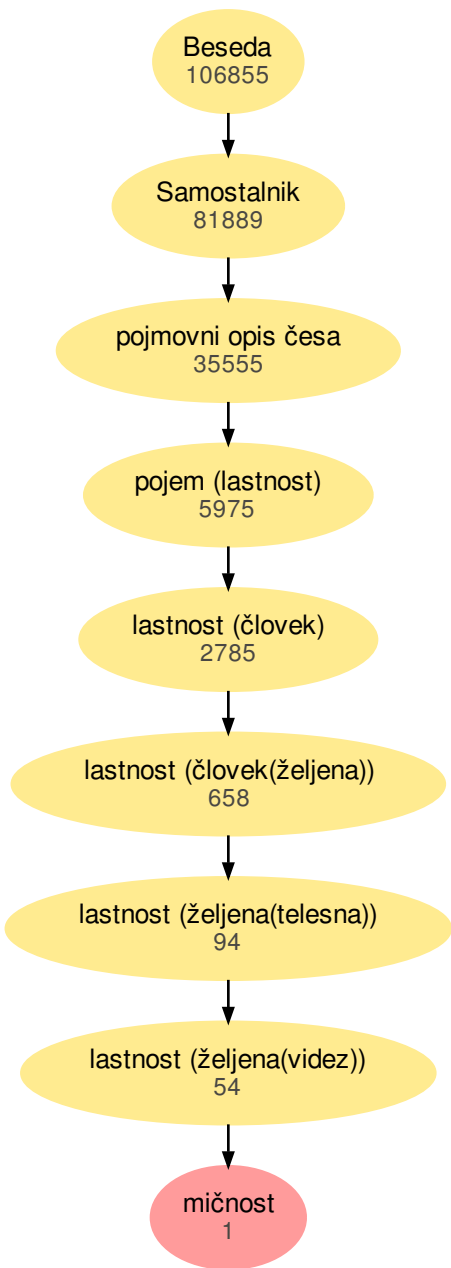 Beseda
106855
Samostalnik
81889
pojmovni opis česa
35555
pojem (lastnost)
5975
lastnost (človek)
2785
lastnost (človek(željena))
658
lastnost (željena(telesna))
94
lastnost (željena(videz))
54
mičnost
1